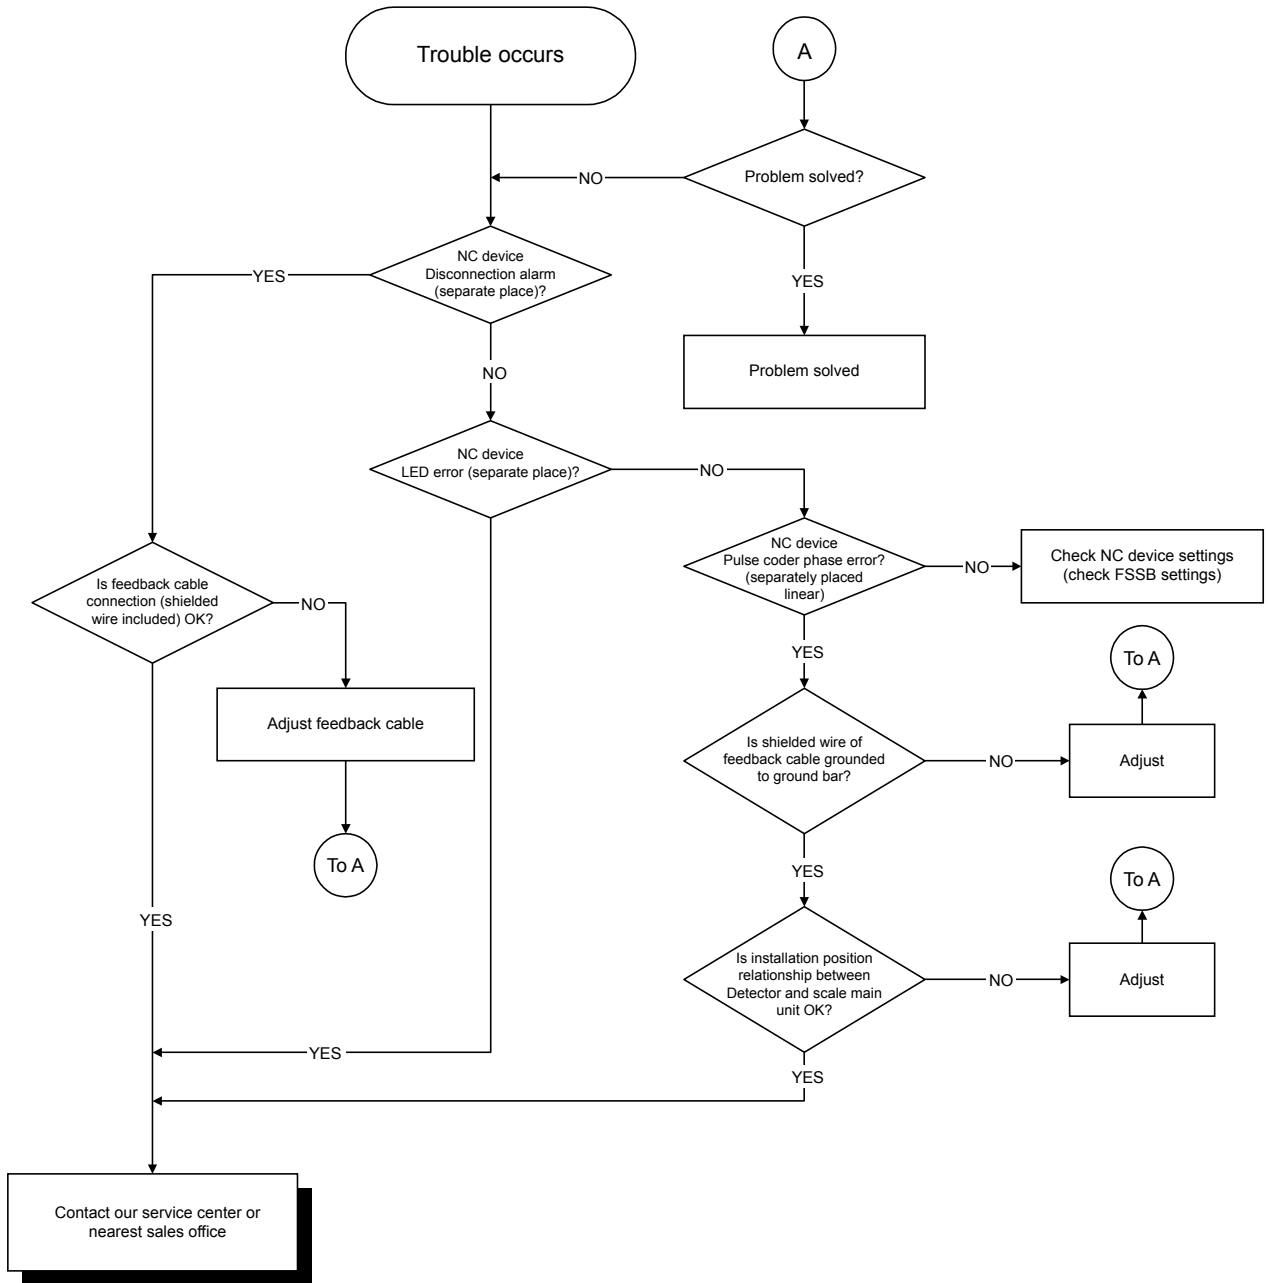 Trouble occurs
A
Problem solved?
NO
YES
Problem solved
NC device
Disconnection alarm
(separate place)?
YES
NO
NC device
LED error (separate place)?
NO
NC device
Pulse coder phase error?
(separately placed
linear)
NO
Check NC device settings
(check FSSB settings)
Is feedback cable
connection (shielded
wire included) OK?
NO
YES
To A
Adjust feedback cable
Is shielded wire of
feedback cable grounded
to ground bar?
NO
Adjust
To A
YES
To A
YES
Is installation position
relationship between
Detector and scale main
unit OK?
NO
Adjust
YES
YES
Contact our service center or
nearest sales office